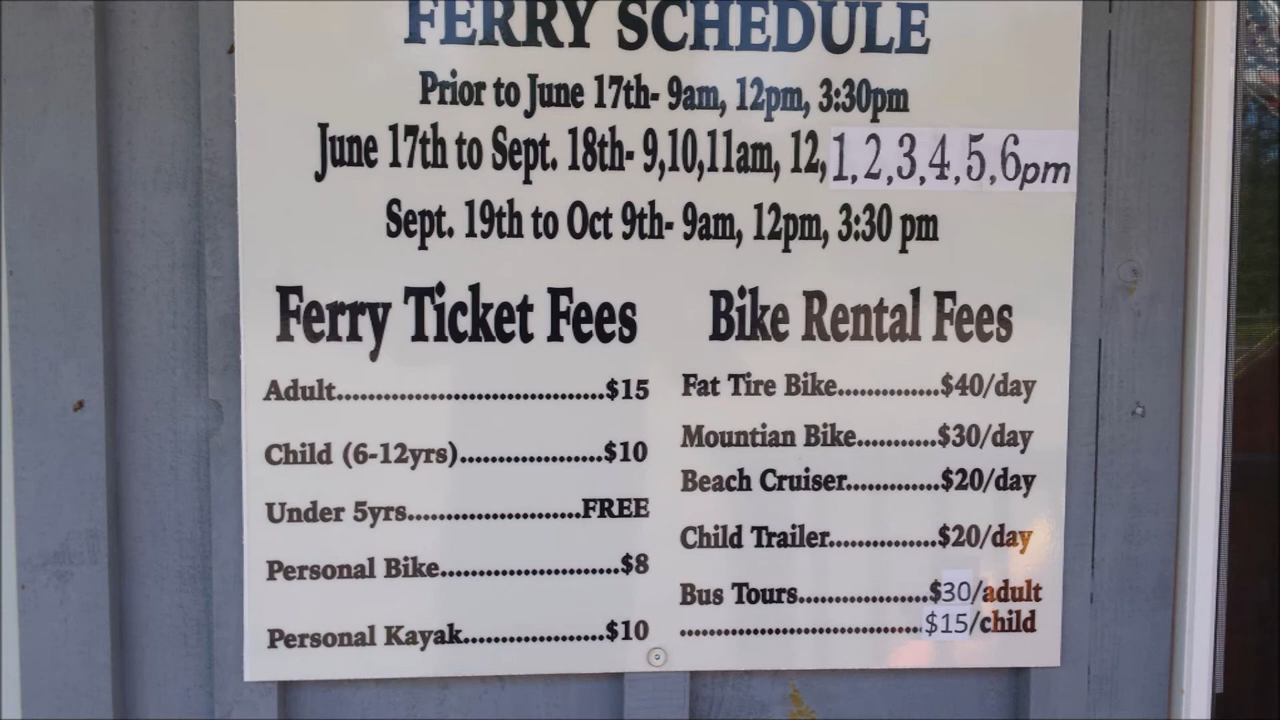 FERRY SCHEDULE
Prior to June 17th- 9am, 12pm, 3:30pm
June 17th to Sept. 18th- 9,10,11am, 12,1,2,3,4,5,6pm
Sept. 19th to Oct 9th- 9am, 12pm, 3:30 pm
Ferry Ticket Fees
Adult..................................$15
Child (6-12yrs)..................$10
Under 5yrs......................FREE
Personal Bike.......................$8
Personal Kayak..................$10
Bike Rental Fees
Fat Tire Bike.............$40/day
Mountian Bike...........$30/day
Beach Cruiser.............$20/day
Child Trailer..............$20/day
Bus Tours....................$30/adult
...............................$15/child